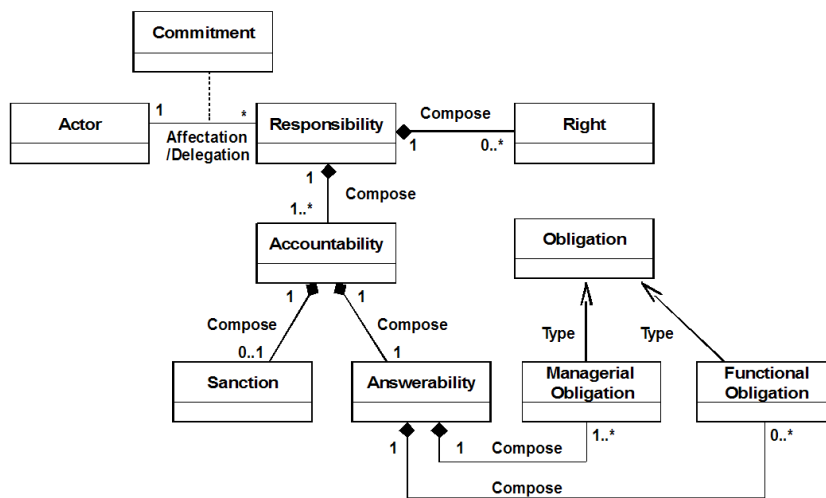 Commitment
Actor
1
*
Affectation
/Delegation
Responsibility
Compose
1
0..*
Right
1
Compose
1..*
Accountability
Obligation
1
1
Compose
Compose
0..1
1
Type
Type
Sanction
Answerability
Managerial
Obligation
Functional
Obligation
1
1
Compose
1..*
0..*
Compose